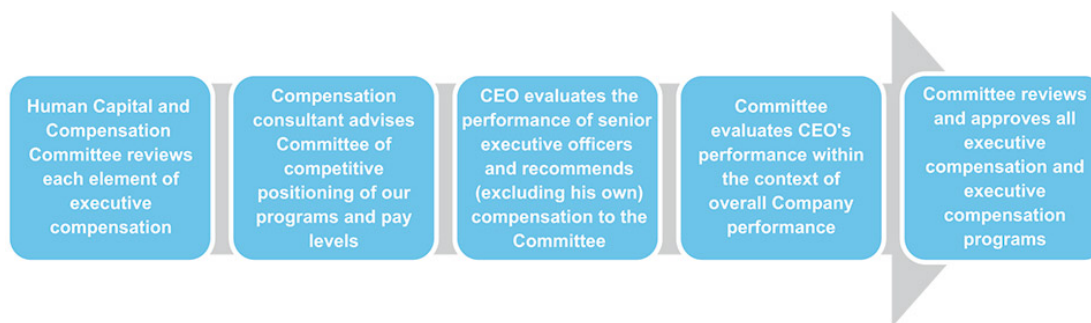 Human Capital and
Compensation
Committee reviews
each element of
executive
compensation
Compensation
consultant advises
Committee of
competitive
positioning of our
programs and pay
levels
CEO evaluates the
performance of senior
executive officers
and recommends
(excluding his own)
compensation to the
Committee
Committee
evaluates CEO's
performance within
the context of
overall Company
performance
Committee reviews
and approves all
executive
compensation and
executive
compensation
programs